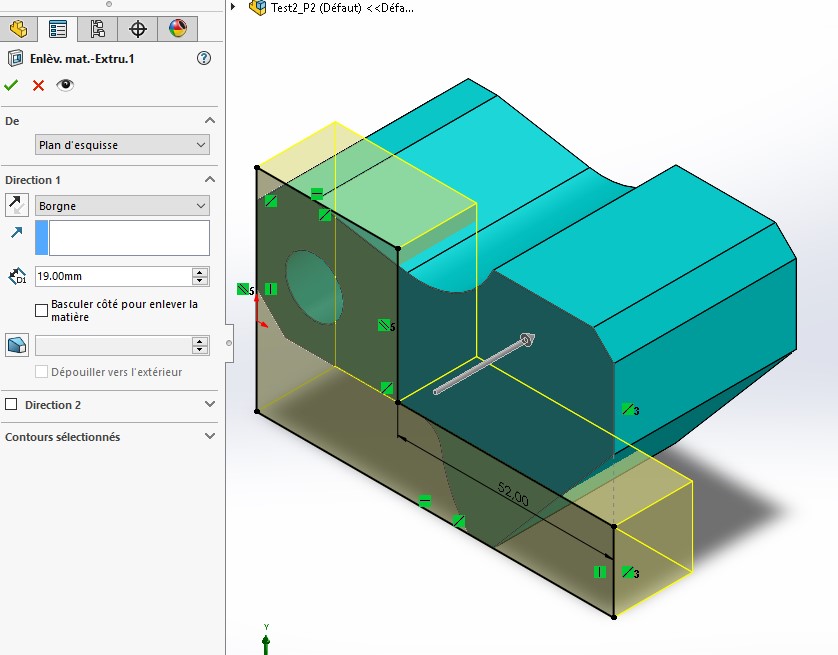 Test2_P2 (Défaut) <<Défa...
Enlèv. mat.-Extru.1
?
De
Plan d'esquisse
Direction 1
Borgne
D1
19.00mm
Basculer côté pour enlever la
matière
Dépouiller vers l'extérieur
Direction 2
Contours sélectionnés
5
5
3
52,00
3
Y